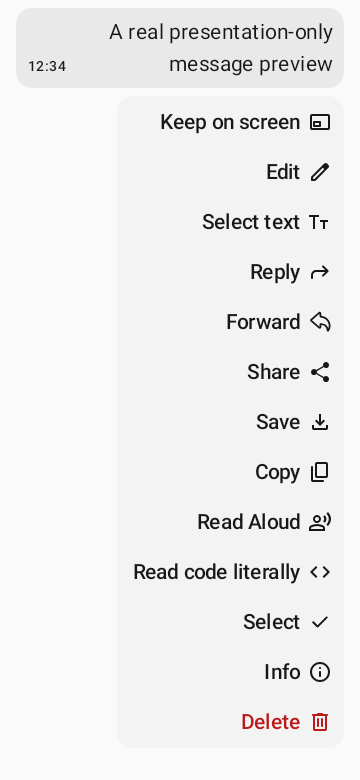 A real presentation-only
message preview
12:34
Keep on screen
Edit
Select text
Reply
Forward
Share
Save
Copy
Read Aloud
Read code literally
Select
Info
Delete